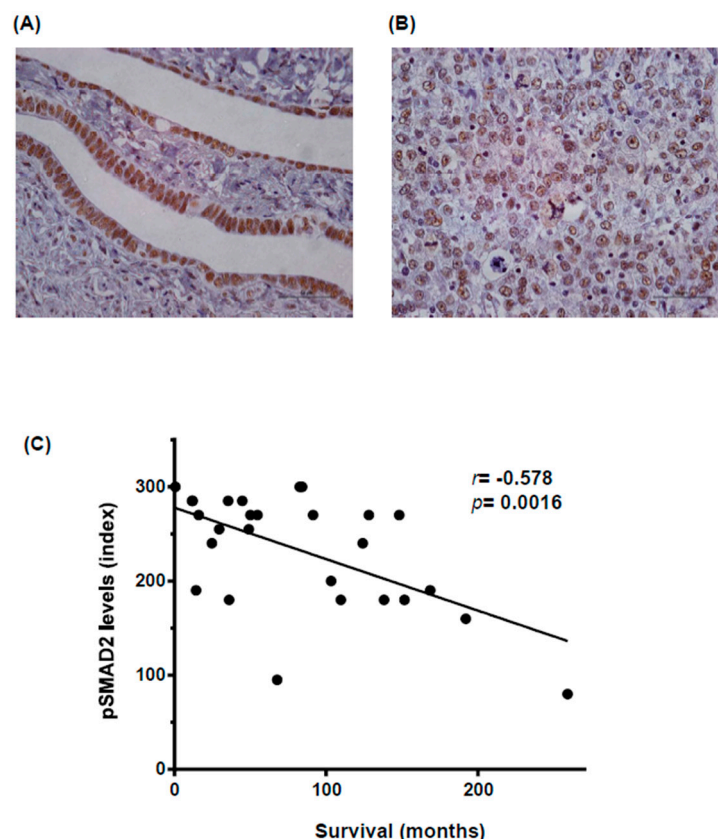 (A)
(B)
(C)
r= -0.578
p= 0.0016
pSMAD2 levels (index)
300
200
100
0
0 100 200
Survival (months)